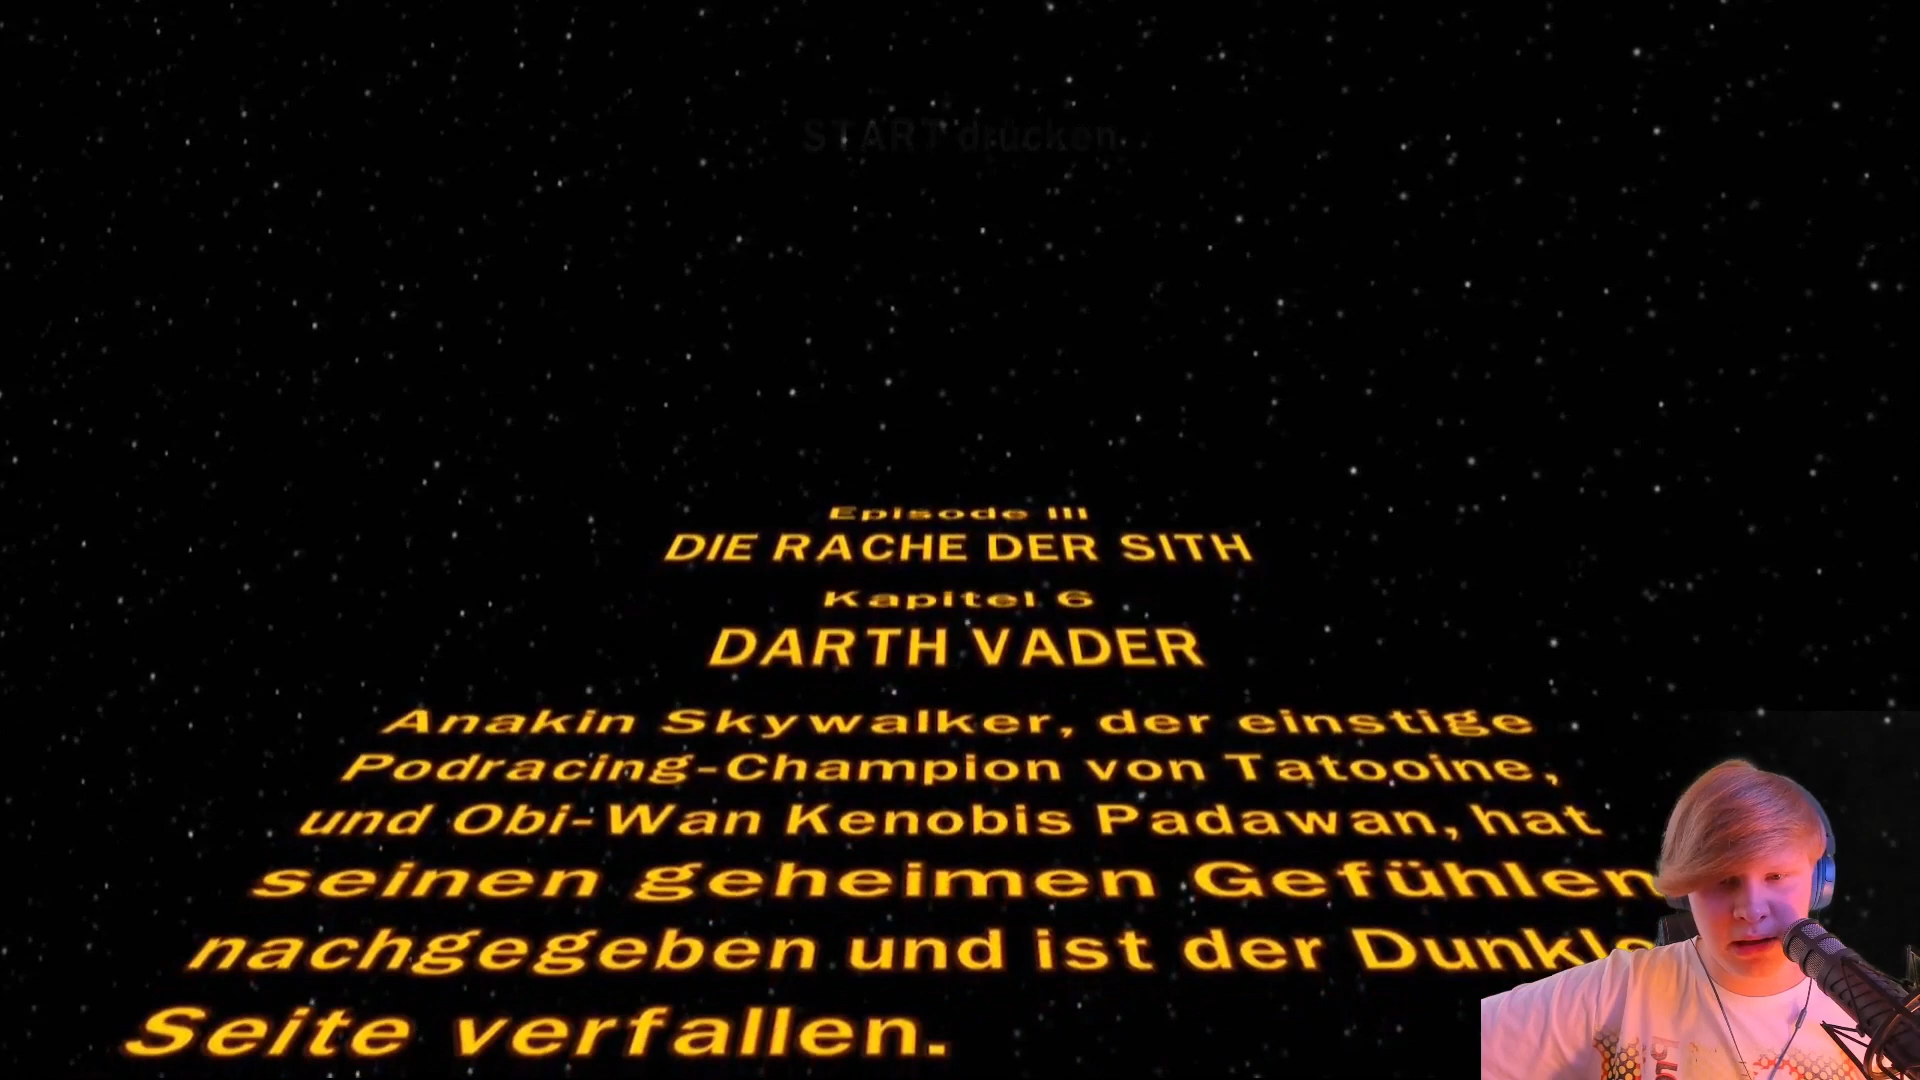 START drücken
Episode III
DIE RACHE DER SITH
Kapitel 6
DARTH VADER
Anakin Skywalker, der einstige
Podracing-Champion von Tatooine,
und Obi-Wan Kenobis Padawan, hat
seinen geheimen Gefühlen
nachgegeben und ist der Dunkle
Seite verfallen.